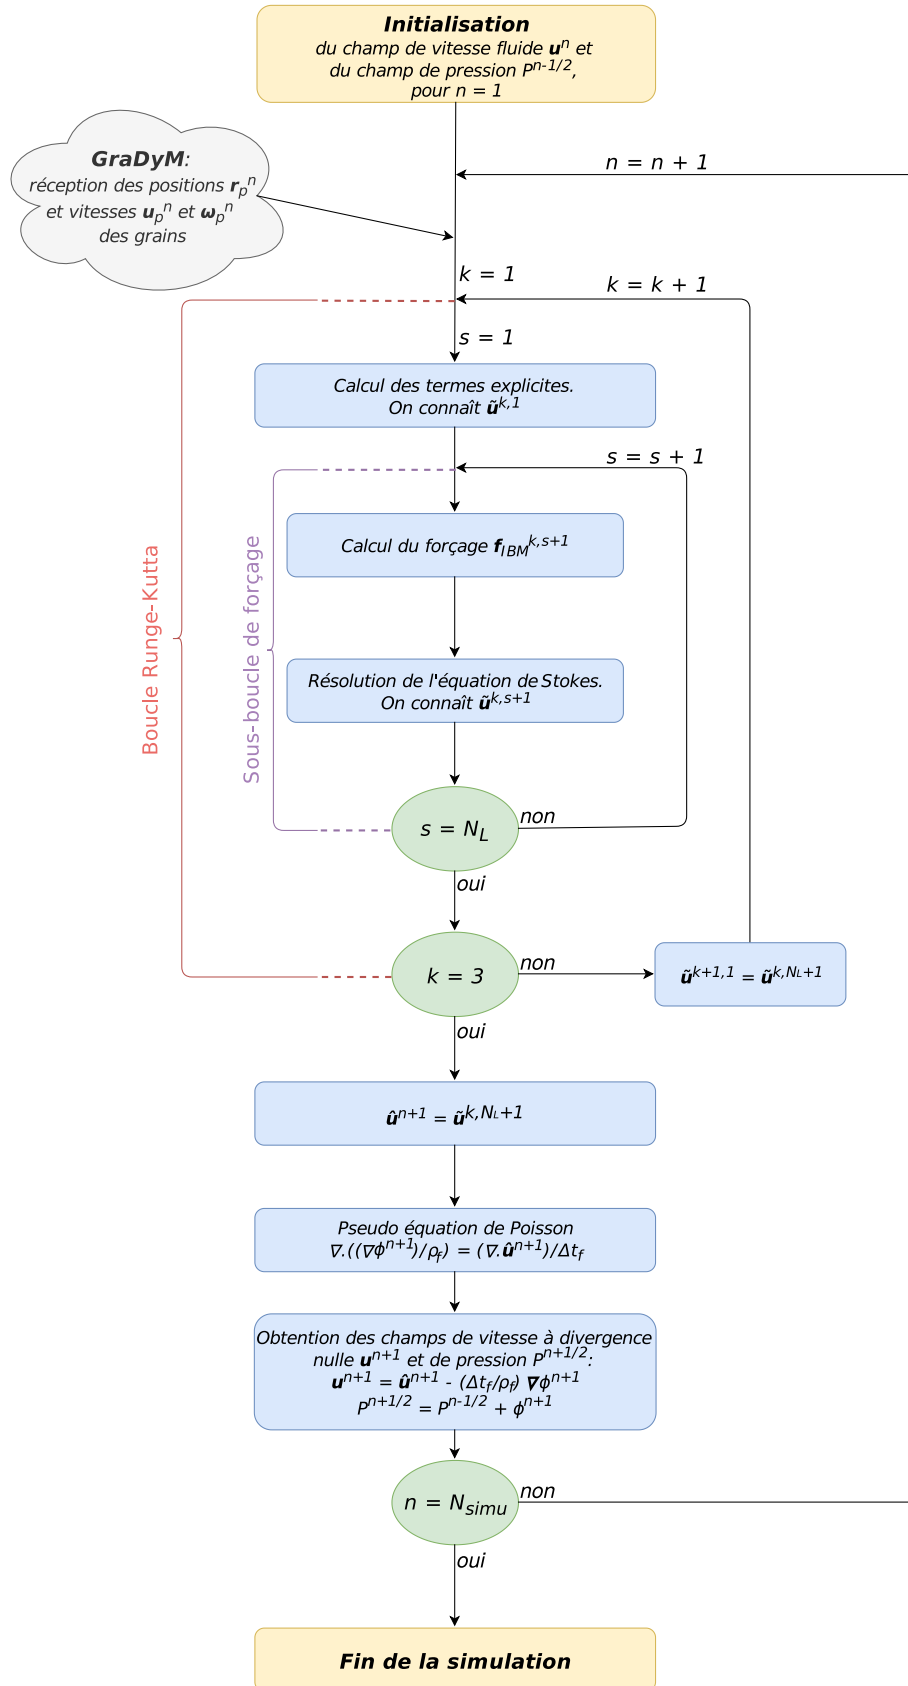 Initialisation
du champ de vitesse fluide uⁿ et
du champ de pression Pⁿ⁻¹ᐟ²,
pour n = 1
n = n + 1
GraDyM:
réception des positions rₚⁿ
et vitesses uₚⁿ et ωₚⁿ
des grains
k = 1
k = k + 1
s = 1
Calcul des termes explicites.
On connaît ũ^k,1
s = s + 1
Calcul du forçage f_IBM^k,s+1
Boucle Runge-Kutta
Sous-boucle de forçage
Résolution de l'équation de Stokes.
On connaît ũ^k,s+1
s = N_L
non
oui
k = 3
non
ũ^k+1,1 = ũ^k,N_L+1
oui
û^n+1 = ũ^k,N_L+1
Pseudo équation de Poisson
∇.((∇ϕ^n+1)/ρ_f) = (∇.û^n+1)/Δt_f
Obtention des champs de vitesse à divergence
nulle u^n+1 et de pression P^n+1/2:
u^n+1 = û^n+1 - (Δt_f/ρ_f) ∇ϕ^n+1
P^n+1/2 = P^n-1/2 + ϕ^n+1
n = N_simu
non
oui
Fin de la simulation